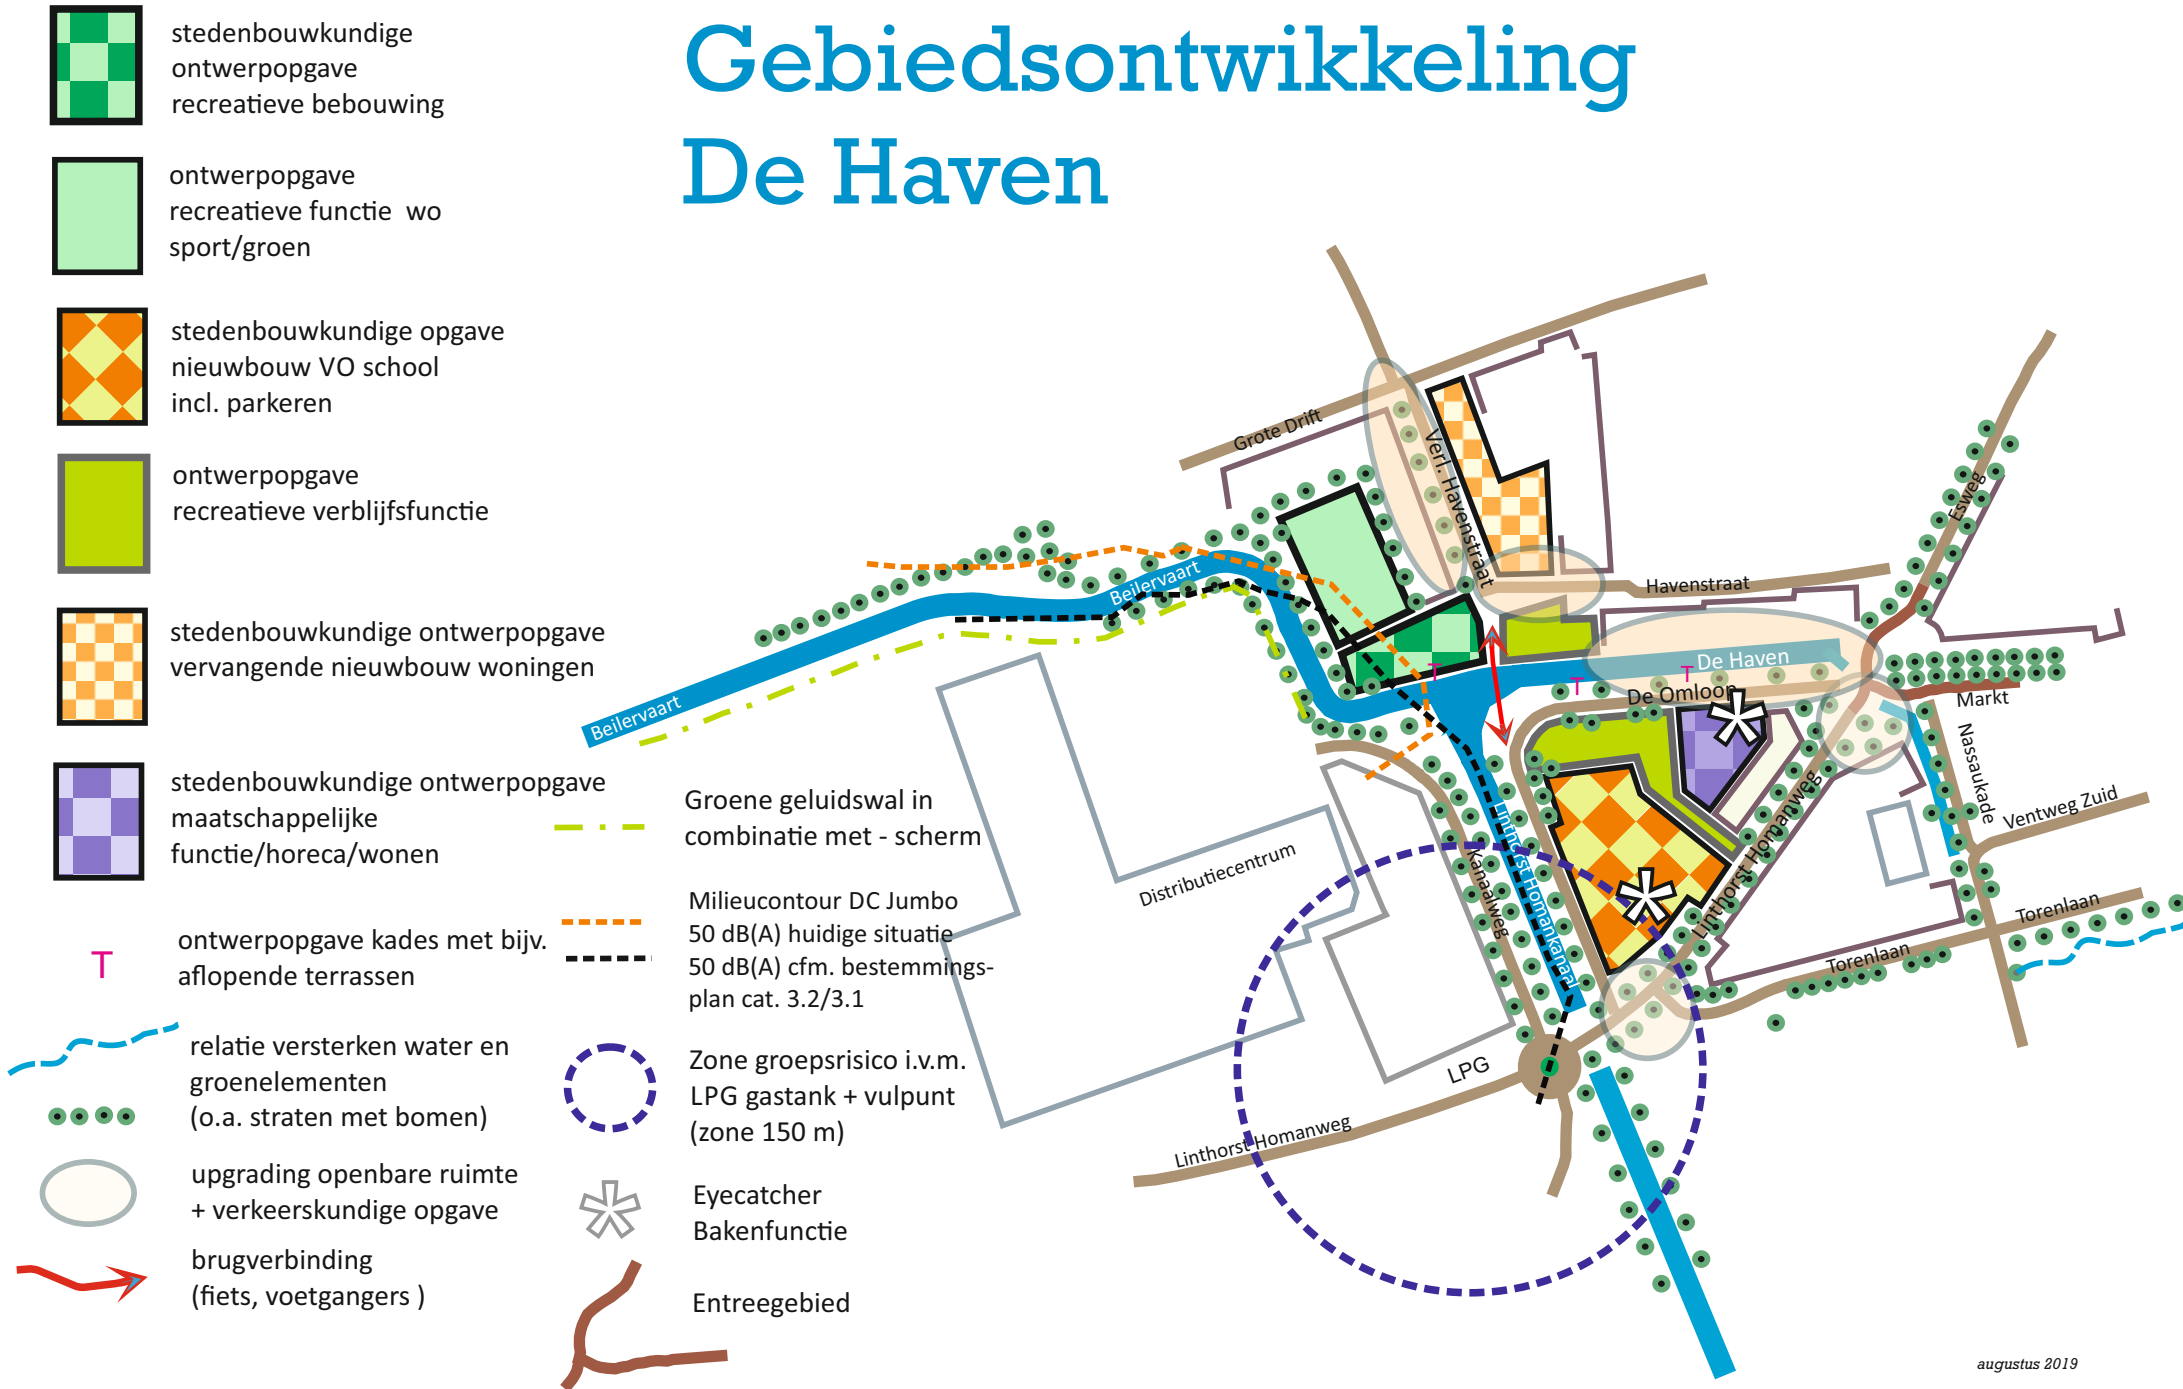 Gebiedsontwikkeling
De Haven
stedenbouwkundige
ontwerpopgave
recreatieve bebouwing
ontwerpopgave
recreatieve functie wo
sport/groen
stedenbouwkundige opgave
nieuwbouw VO school
incl. parkeren
ontwerpopgave
recreatieve verblijfsfunctie
stedenbouwkundige ontwerpopgave
vervangende nieuwbouw woningen
stedenbouwkundige ontwerpopgave
maatschappelijke
functie/horeca/wonen
T
ontwerpopgave kades met bijv.
aflopende terrassen
relatie versterken water en
groenelementen
(o.a. straten met bomen)
upgrading openbare ruimte
+ verkeerskundige opgave
brugverbinding
(fiets, voetgangers )
Groene geluidswal in
combinatie met - scherm
Milieucontour DC Jumbo
50 dB(A) huidige situatie
50 dB(A) cfm. bestemmings-
plan cat. 3.2/3.1
Zone groepsrisico i.v.m.
LPG gastank + vulpunt
(zone 150 m)
Eyecatcher
Bakenfunctie
Entreegebied
Grote Drift
Verl. Havenstraat
Havenstraat
Esweg
Beilervaart
Beilervaart
De Haven
T
T
T
De Omloop
Markt
Nassaukade
Ventweg Zuid
Torenlaan
Torenlaan
Linthorst Homanweg
Linthorst Homankanaal
Kanaalweg
Distributiecentrum
LPG
Linthorst Homanweg
augustus 2019